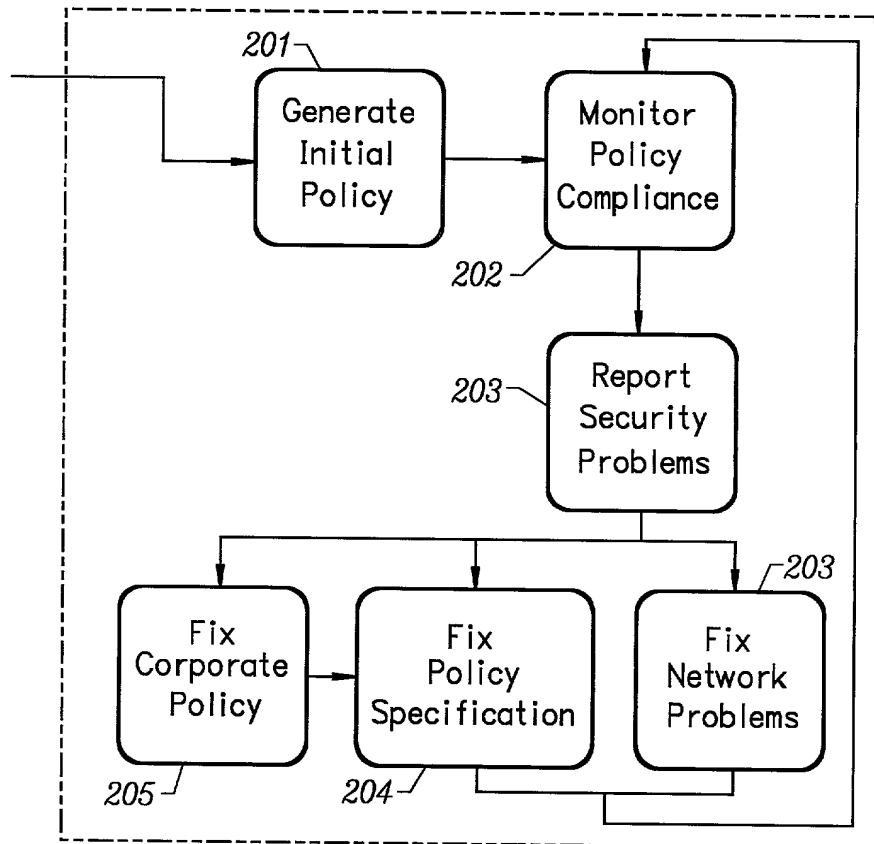 201
Generate
Initial
Policy
Monitor
Policy
Compliance
202
203
Report
Security
Problems
203
Fix
Corporate
Policy
Fix
Policy
Specification
Fix
Network
Problems
205
204